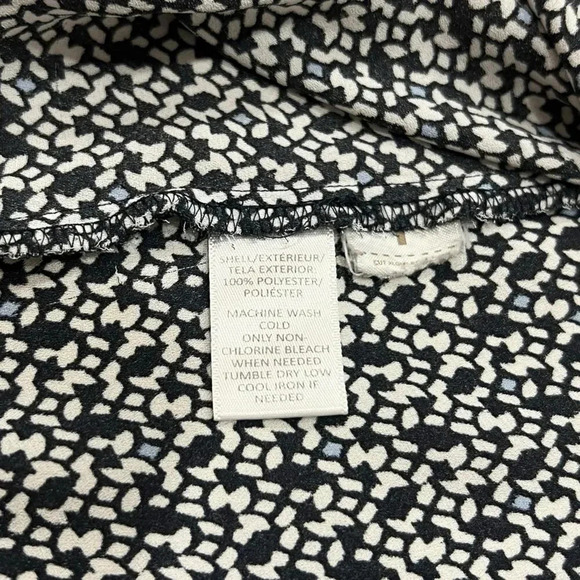 SHELL/EXTÉRIEUR/
TELA EXTERIOR:
100% POLYESTER/
POLIÉSTER
MACHINE WASH
COLD
ONLY NON-
CHLORINE BLEACH
WHEN NEEDED
TUMBLE DRY LOW
COOL IRON IF
NEEDED
CUT